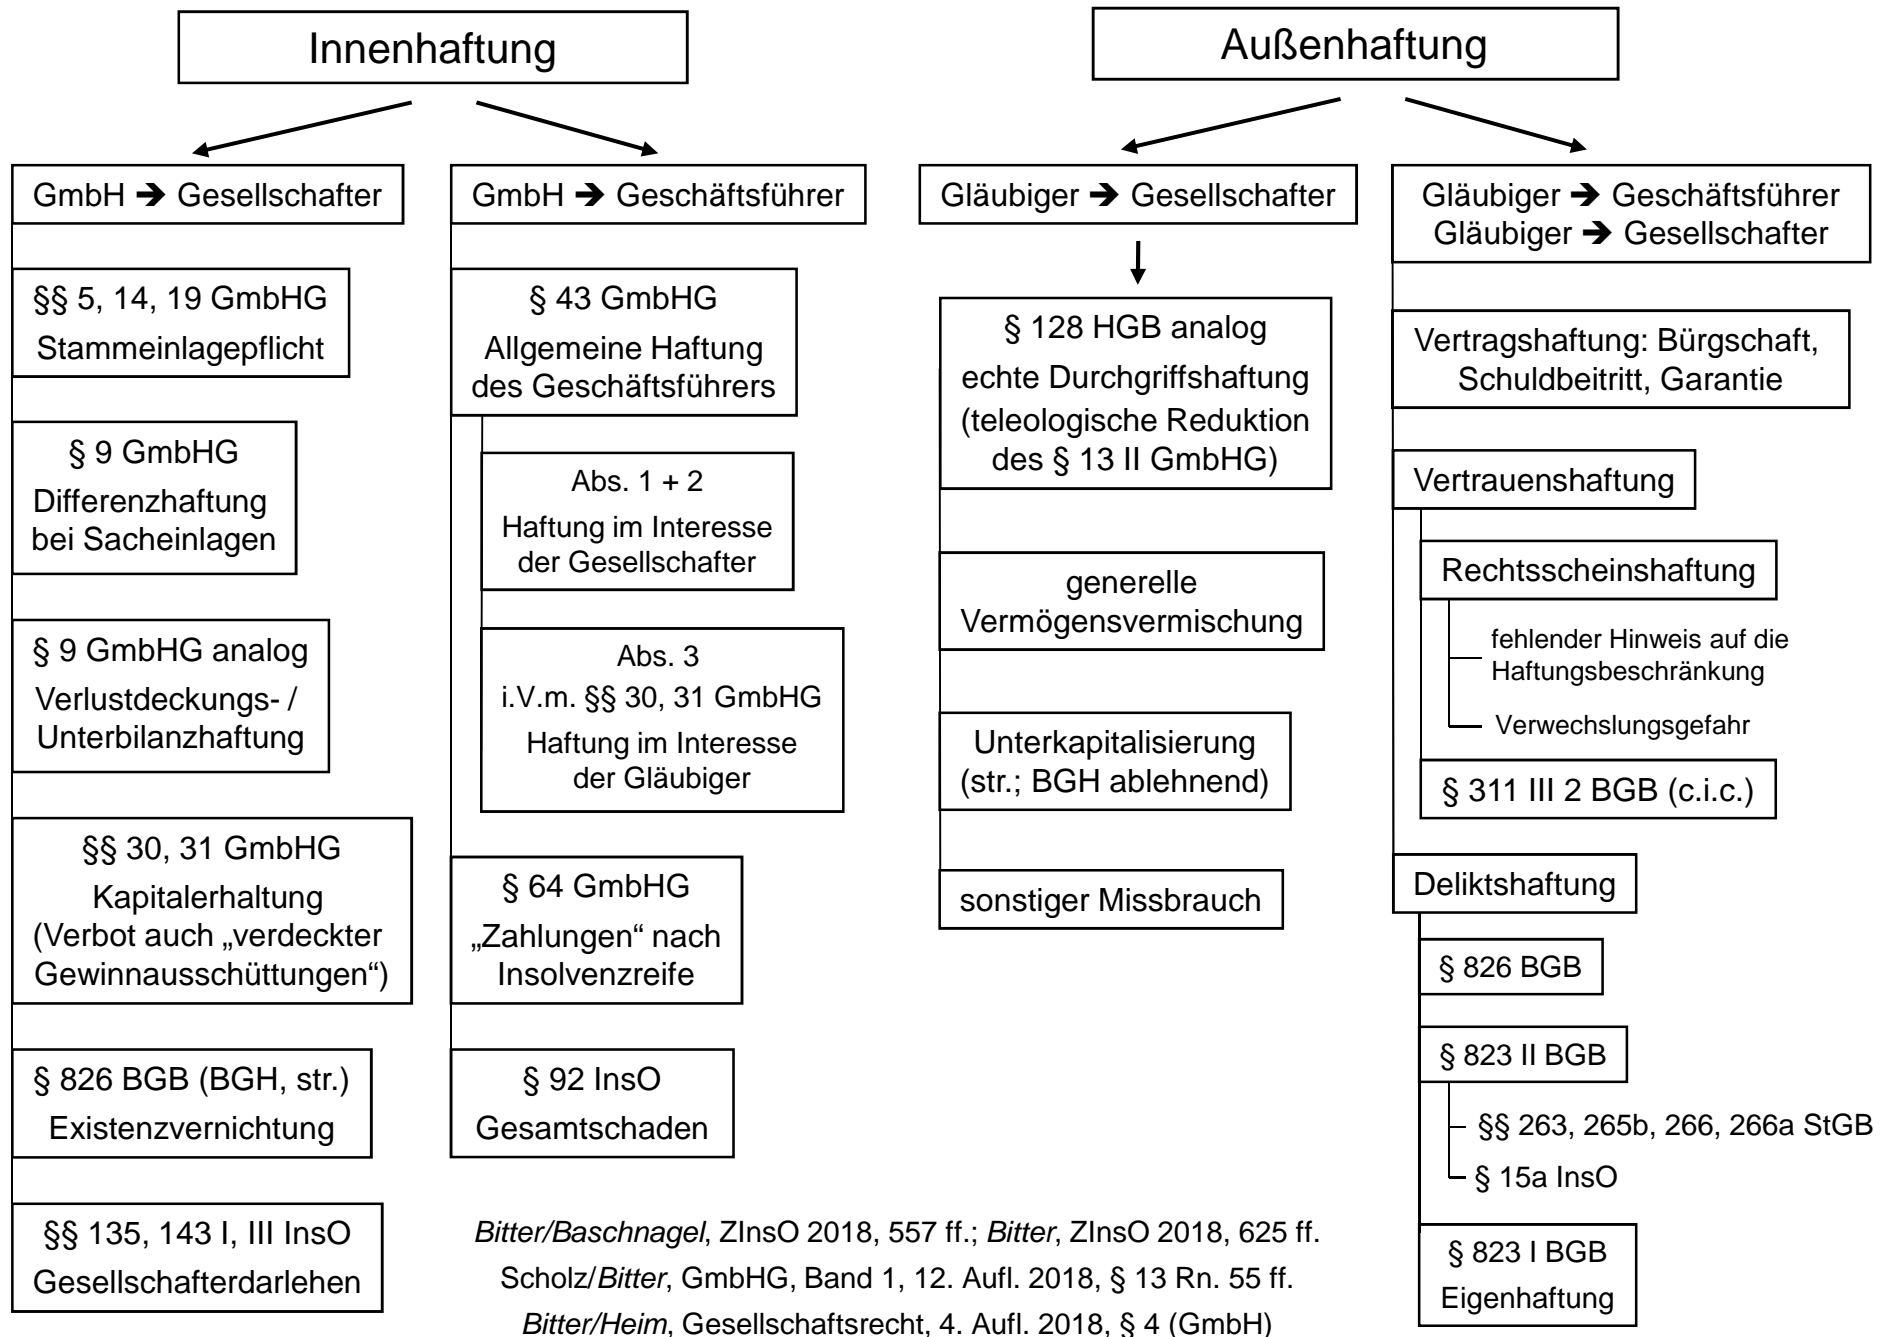 Innenhaftung
GmbH ➔ Gesellschafter
§§ 5, 14, 19 GmbHG
Stammeinlagepflicht
§ 9 GmbHG
Differenzhaftung
bei Sacheinlagen
§ 9 GmbHG analog
Verlustdeckungs- /
Unterbilanzhaftung
§§ 30, 31 GmbHG
Kapitalerhaltung
(Verbot auch „verdeckter
Gewinnausschüttungen“)
§ 826 BGB (BGH, str.)
Existenzvernichtung
§§ 135, 143 I, III InsO
Gesellschafterdarlehen
GmbH ➔ Geschäftsführer
§ 43 GmbHG
Allgemeine Haftung
des Geschäftsführers
Abs. 1 + 2
Haftung im Interesse
der Gesellschafter
Abs. 3
i.V.m. §§ 30, 31 GmbHG
Haftung im Interesse
der Gläubiger
§ 64 GmbHG
„Zahlungen“ nach
Insolvenzreife
§ 92 InsO
Gesamtschaden
Außenhaftung
Gläubiger ➔ Gesellschafter
§ 128 HGB analog
echte Durchgriffshaftung
(teleologische Reduktion
des § 13 II GmbHG)
generelle
Vermögensvermischung
Unterkapitalisierung
(str.; BGH ablehnend)
sonstiger Missbrauch
Gläubiger ➔ Geschäftsführer
Gläubiger ➔ Gesellschafter
Vertragshaftung: Bürgschaft,
Schuldbeitritt, Garantie
Vertrauenshaftung
Rechtsscheinshaftung
fehlender Hinweis auf die
Haftungsbeschränkung
Verwechslungsgefahr
§ 311 III 2 BGB (c.i.c.)
Deliktshaftung
§ 826 BGB
§ 823 II BGB
§§ 263, 265b, 266, 266a StGB
§ 15a InsO
§ 823 I BGB
Eigenhaftung
Bitter/Baschnagel, ZInsO 2018, 557 ff.; Bitter, ZInsO 2018, 625 ff.
Scholz/Bitter, GmbHG, Band 1, 12. Aufl. 2018, § 13 Rn. 55 ff.
Bitter/Heim, Gesellschaftsrecht, 4. Aufl. 2018, § 4 (GmbH)